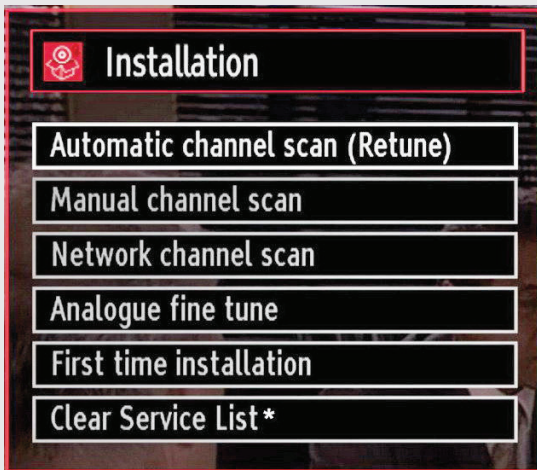 Installation
Automatic channel scan (Retune)
Manual channel scan
Network channel scan
Analogue fine tune
First time installation
Clear Service List*